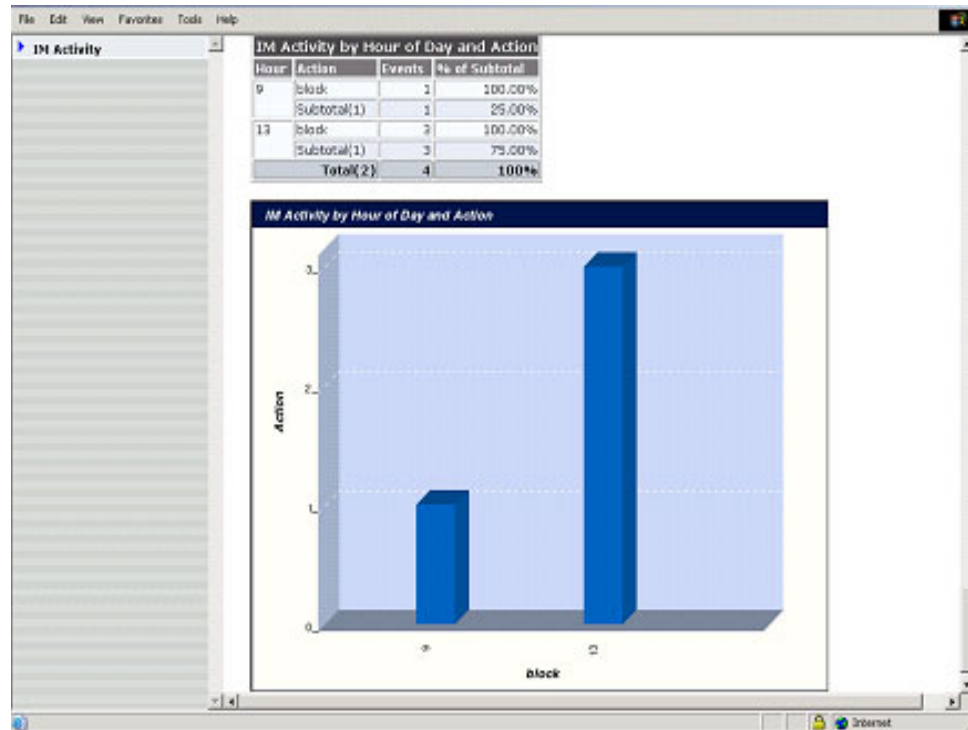 File Edit View Favorites Tools Help
IM Activity
IM Activity by Hour of Day and Action
Hour Action Events % of Subtotal
9 block 1 100.00%
Subtotal(1) 1 25.00%
13 block 3 100.00%
Subtotal(1) 3 75.00%
Total(2) 4 100%
IM Activity by Hour of Day and Action
3
2
Action
1
0
9 13
block
Internet